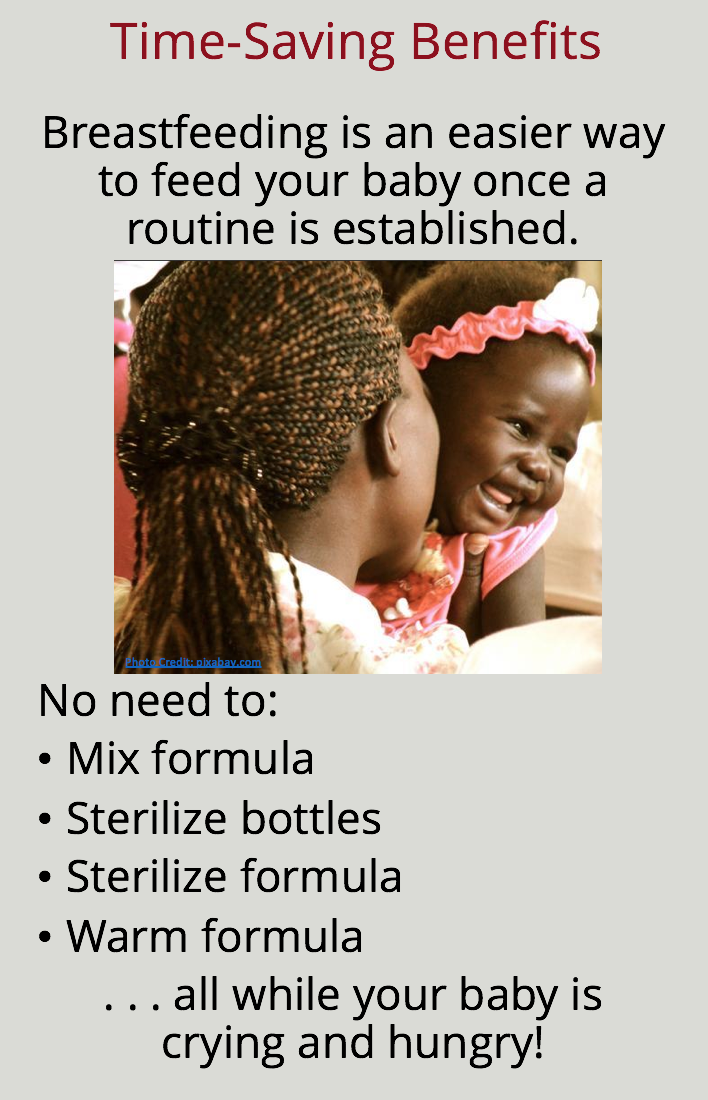 Time-Saving Benefits
Breastfeeding is an easier way
to feed your baby once a
routine is established.
Photo Credit: pixabay.com
No need to:
• Mix formula
• Sterilize bottles
• Sterilize formula
• Warm formula
. . . all while your baby is
crying and hungry!